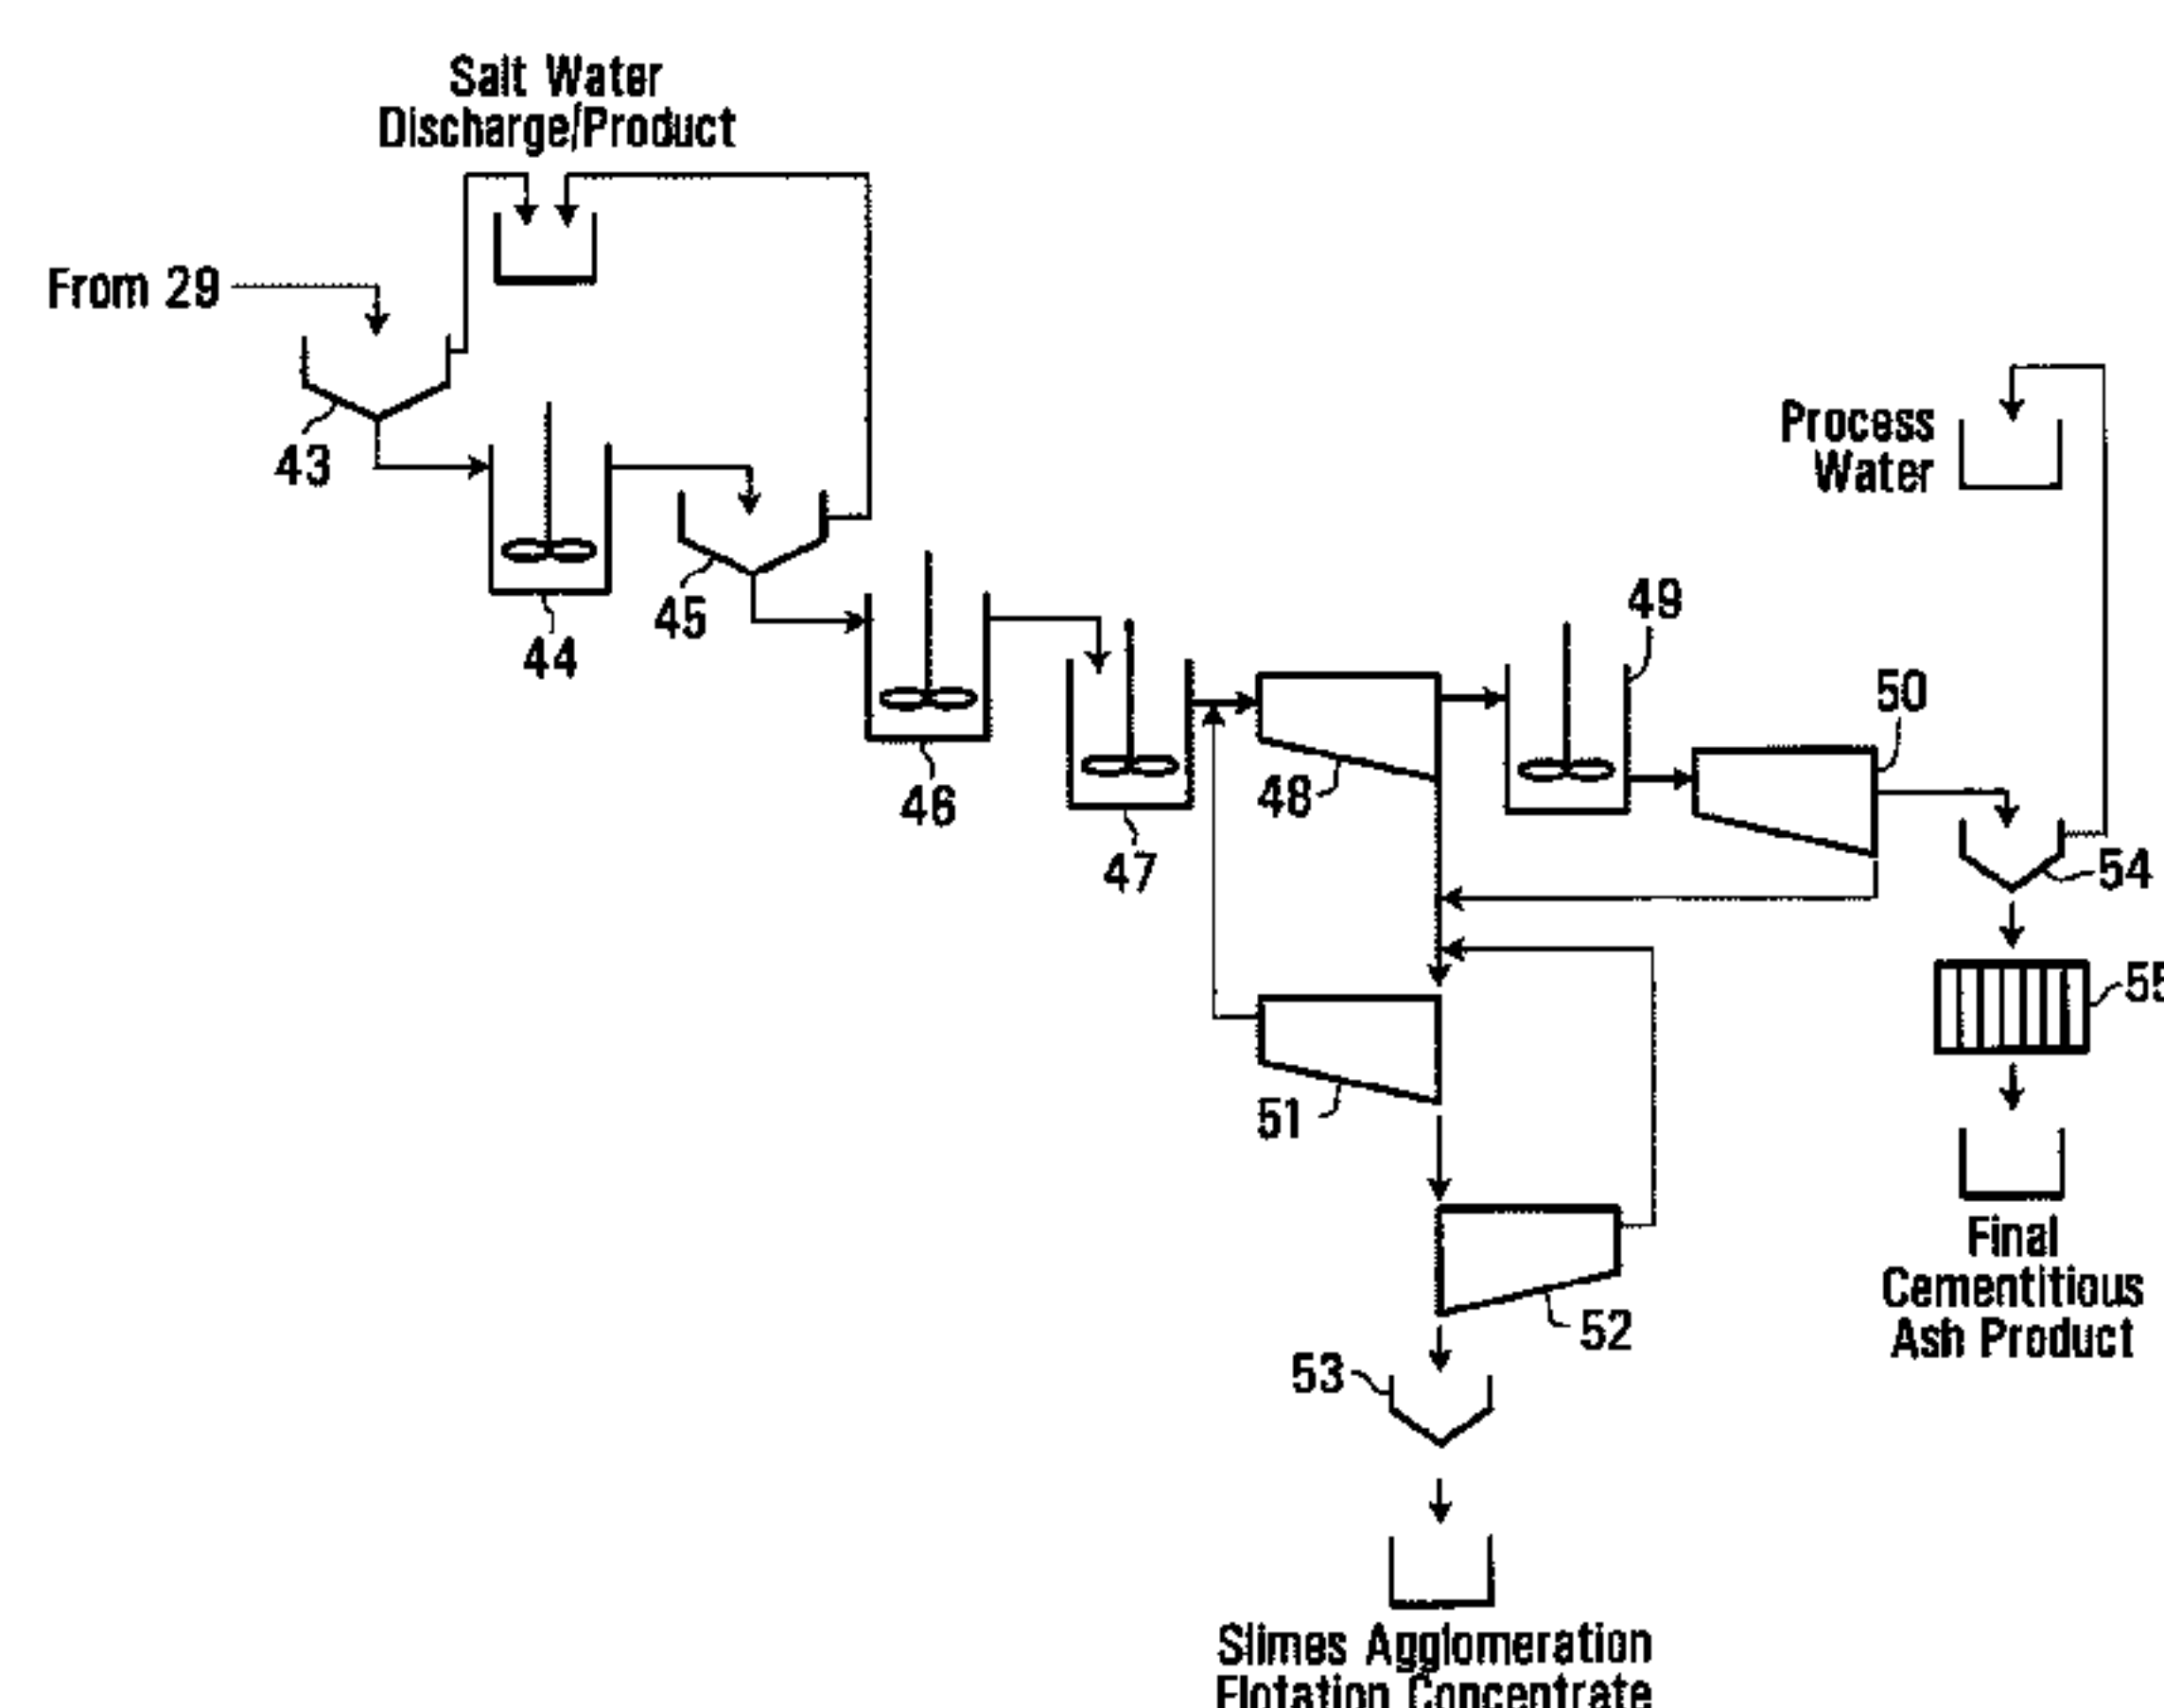 Salt Water
Discharge/Product
From 29
43
44
45
46
47
48
49
50
Process
Water
54
55
51
52
53
Final
Cementitious
Ash Product
Slimes Agglomeration
Flotation Concentrate